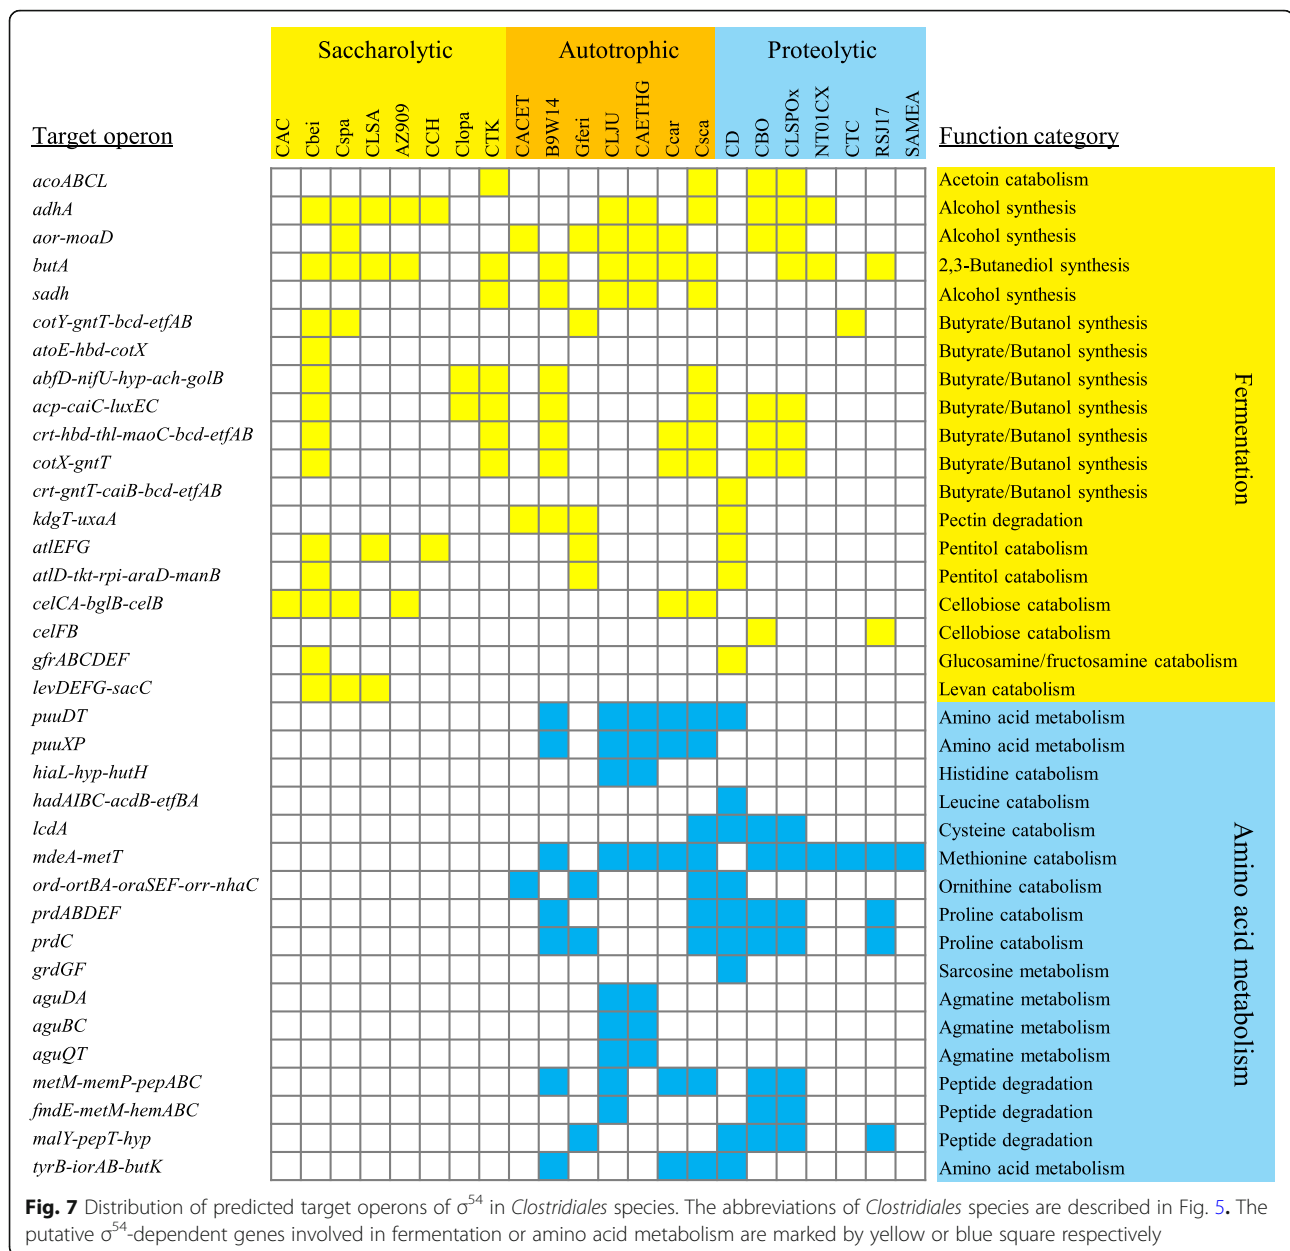 Saccharolytic Autotrophic Proteolytic
Target operon CAC Cbei Cspa CLSA AZ909 CCH Clopa CTK CACET B9W14 Gferi CLJU CAETHG Ccar Csca CD CBO CLSPOx NT01CX CTC RSJ17 SAMEA Function category
acoABCL Acetoin catabolism
adhA Alcohol synthesis
aor-moaD Alcohol synthesis
butA 2,3-Butanediol synthesis
sadh Alcohol synthesis
cotY-gntT-bcd-etfAB Butyrate/Butanol synthesis
atoE-hbd-cotX Butyrate/Butanol synthesis
abfD-nifU-hyp-ach-golB Butyrate/Butanol synthesis
acp-caiC-luxEC Butyrate/Butanol synthesis
crt-hbd-thl-maoC-bcd-etfAB Butyrate/Butanol synthesis
cotX-gntT Butyrate/Butanol synthesis
crt-gntT-caiB-bcd-etfAB Butyrate/Butanol synthesis
kdgT-uxaA Pectin degradation
atlEFG Pentitol catabolism
atlD-tkt-rpi-araD-manB Pentitol catabolism
celCA-bglB-celB Cellobiose catabolism
celFB Cellobiose catabolism
gfrABCDEF Glucosamine/fructosamine catabolism
levDEFG-sacC Levan catabolism
Fermentation
puuDT Amino acid metabolism
puuXP Amino acid metabolism
hiaL-hyp-hutH Histidine catabolism
hadAIBC-acdB-etfBA Leucine catabolism
lcdA Cysteine catabolism
mdeA-metT Methionine catabolism
ord-ortBA-oraSEF-orr-nhaC Ornithine catabolism
prdABDEF Proline catabolism
prdC Proline catabolism
grdGF Sarcosine metabolism
aguDA Agmatine metabolism
aguBC Agmatine metabolism
aguQT Agmatine metabolism
metM-memP-pepABC Peptide degradation
fmdE-metM-hemABC Peptide degradation
malY-pepT-hyp Peptide degradation
tyrB-iorAB-butK Amino acid metabolism
Amino acid metabolism
Fig. 7 Distribution of predicted target operons of σ54 in Clostridiales species. The abbreviations of Clostridiales species are described in Fig. 5. The
putative σ54-dependent genes involved in fermentation or amino acid metabolism are marked by yellow or blue square respectively